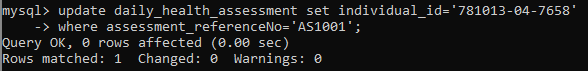 mysql> update daily_health_assessment set individual_id='781013-04-7658'
    -> where assessment_referenceNo='AS1001';
Query OK, 0 rows affected (0.00 sec)
Rows matched: 1  Changed: 0  Warnings: 0